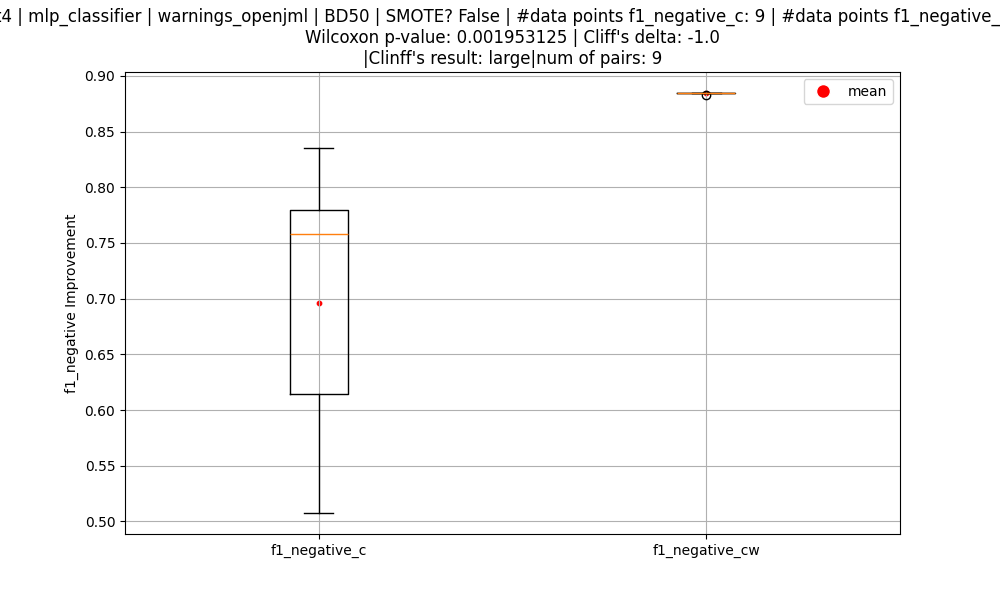 4 | mlp_classifier | warnings_openjml | BD50 | SMOTE? False | #data points f1_negative_c: 9 | #data points f1_negative_
Wilcoxon p-value: 0.001953125 | Cliff's delta: -1.0
|Clinff's result: large|num of pairs: 9
mean
0.90
0.85
0.80
0.75
0.70
0.65
0.60
0.55
0.50
f1_negative Improvement
f1_negative_c
f1_negative_cw